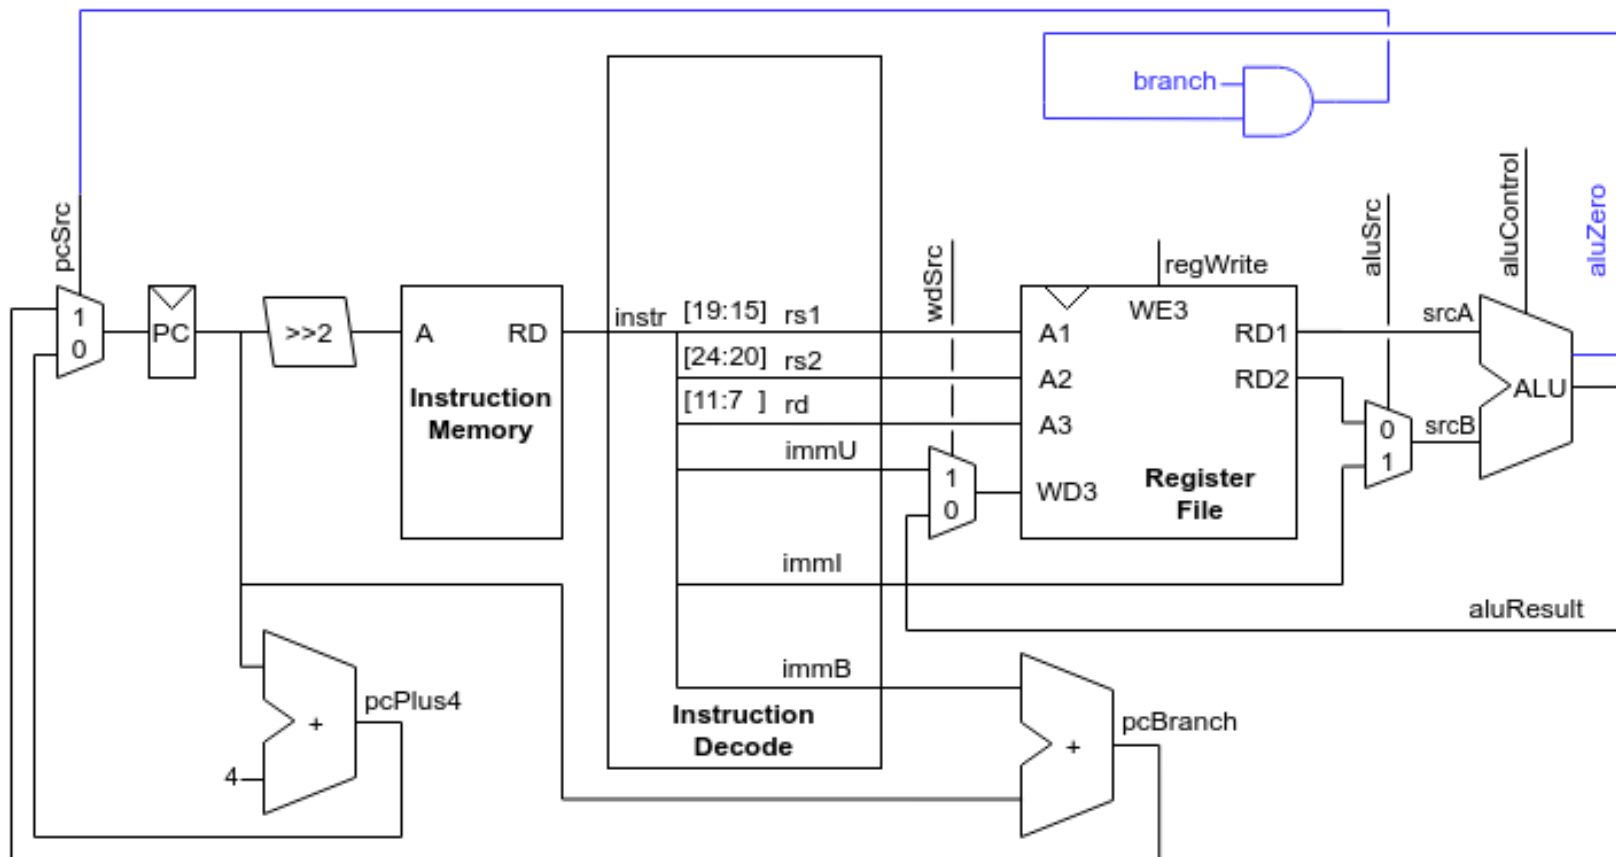 branch
pcSrc
wdSrc
regWrite
aluSrc
aluControl
aluZero
1
0
PC
>>2
A
RD
Instruction
Memory
instr
[19:15] rs1
[24:20] rs2
[11:7 ] rd
immU
immI
immB
Instruction
Decode
1
0
WE3
A1
A2
A3
WD3
RD1
RD2
Register
File
0
1
srcA
srcB
ALU
aluResult
4
+
pcPlus4
+
pcBranch